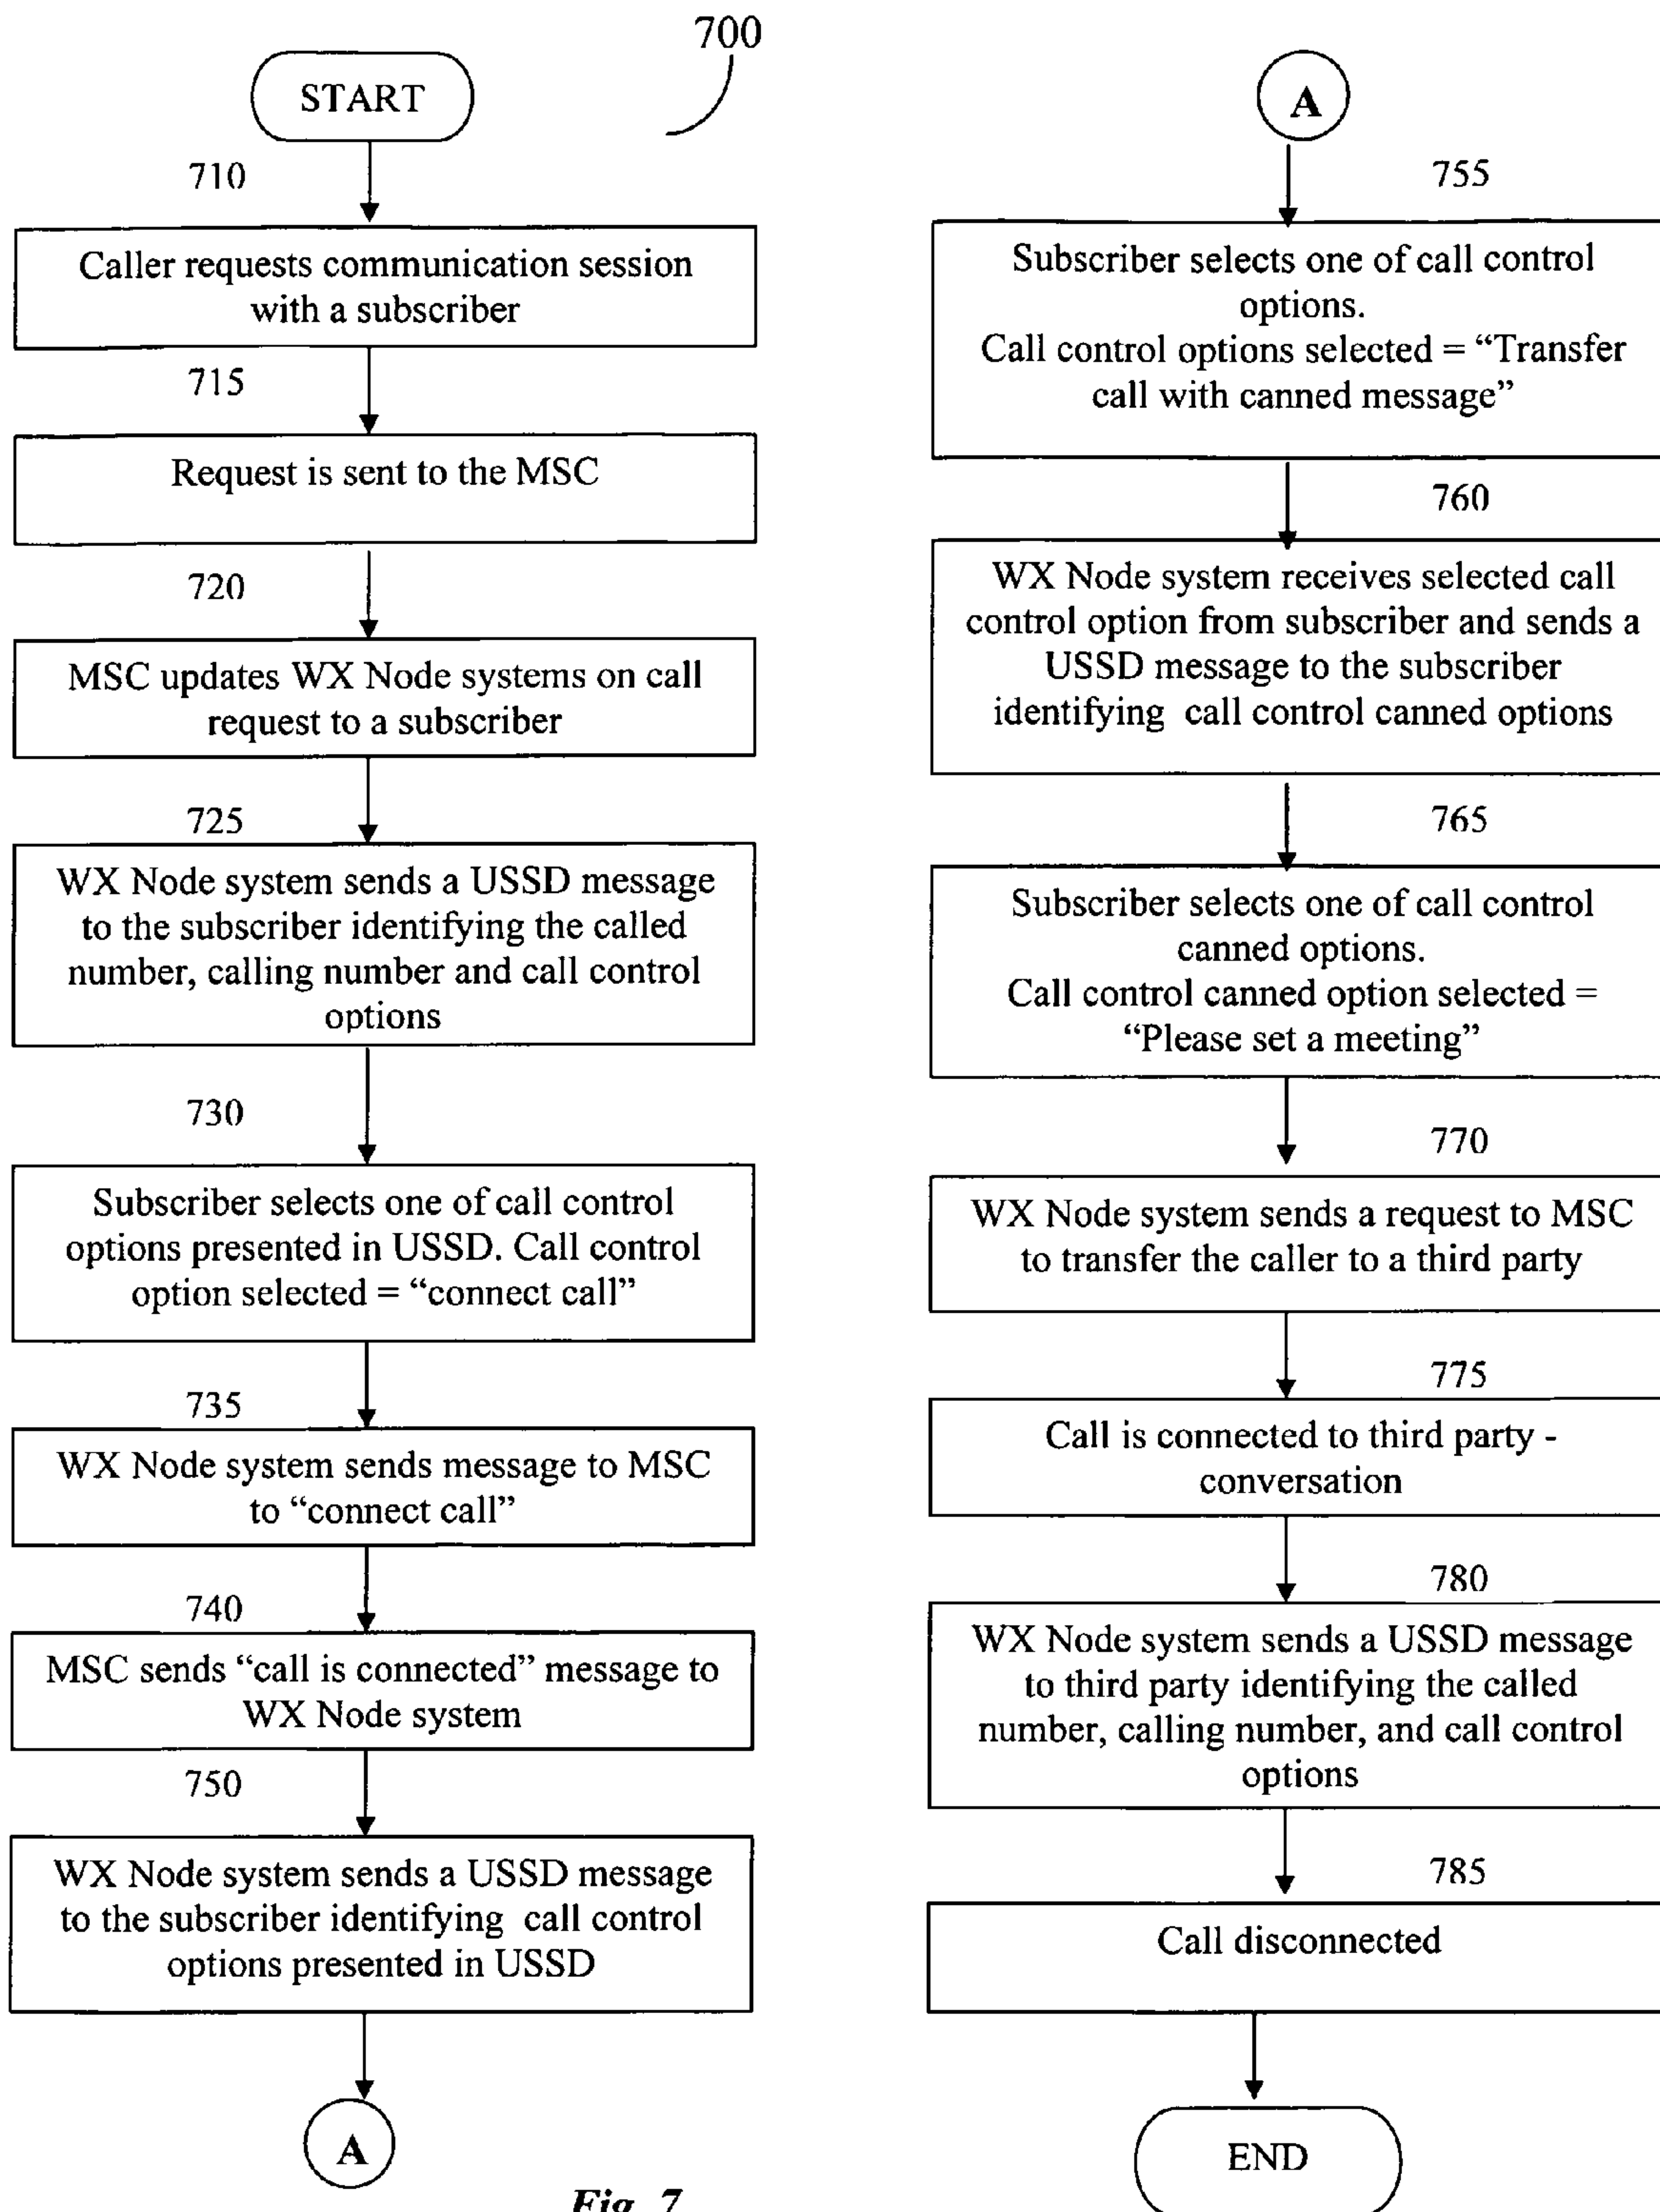 700
START
710
Caller requests communication session
with a subscriber
715
Request is sent to the MSC
720
MSC updates WX Node systems on call
request to a subscriber
725
WX Node system sends a USSD message
to the subscriber identifying the called
number, calling number and call control
options
730
Subscriber selects one of call control
options presented in USSD. Call control
option selected = “connect call”
735
WX Node system sends message to MSC
to “connect call”
740
MSC sends “call is connected” message to
WX Node system
750
WX Node system sends a USSD message
to the subscriber identifying call control
options presented in USSD
A
A
755
Subscriber selects one of call control
options.
Call control options selected = “Transfer
call with canned message”
760
WX Node system receives selected call
control option from subscriber and sends a
USSD message to the subscriber
identifying call control canned options
765
Subscriber selects one of call control
canned options.
Call control canned option selected =
“Please set a meeting”
770
WX Node system sends a request to MSC
to transfer the caller to a third party
775
Call is connected to third party -
conversation
780
WX Node system sends a USSD message
to third party identifying the called
number, calling number, and call control
options
785
Call disconnected
END
Fig. 7